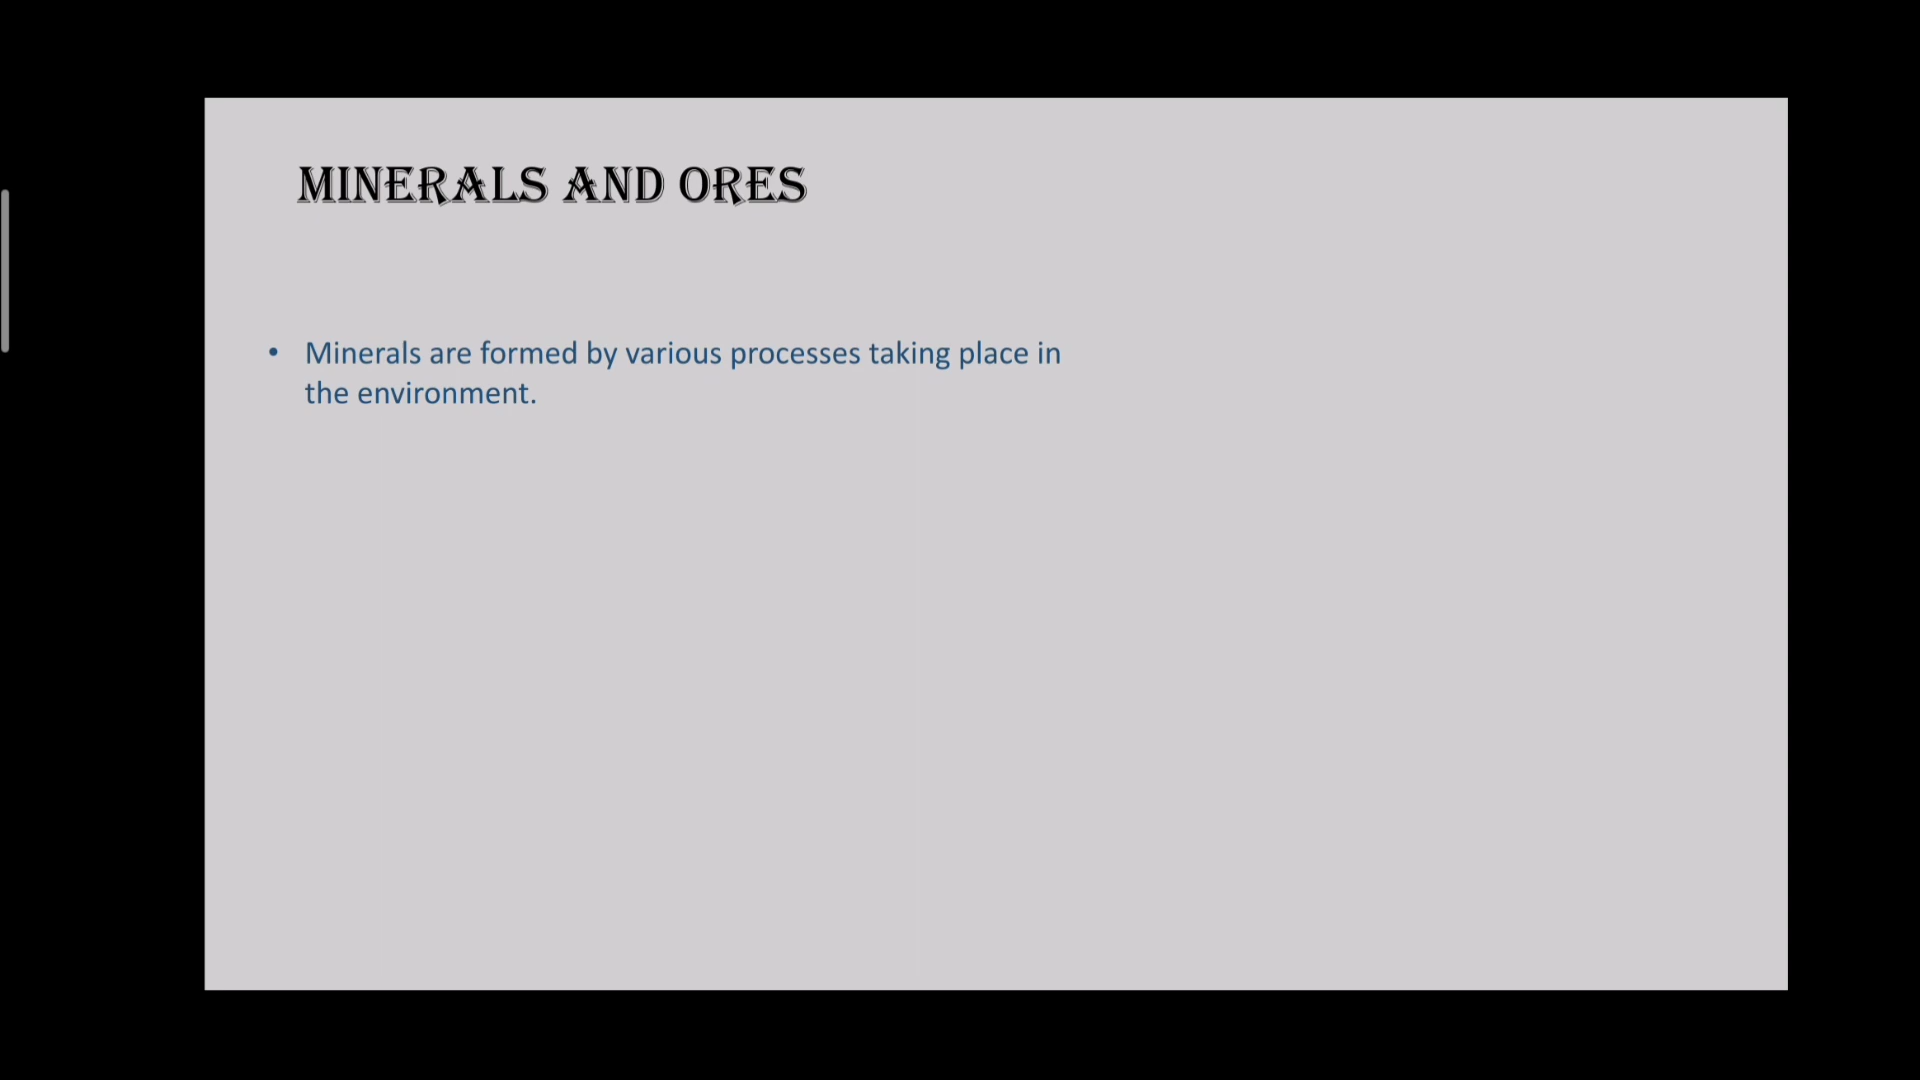 MINERALS AND ORES
• Minerals are formed by various processes taking place in
the environment.